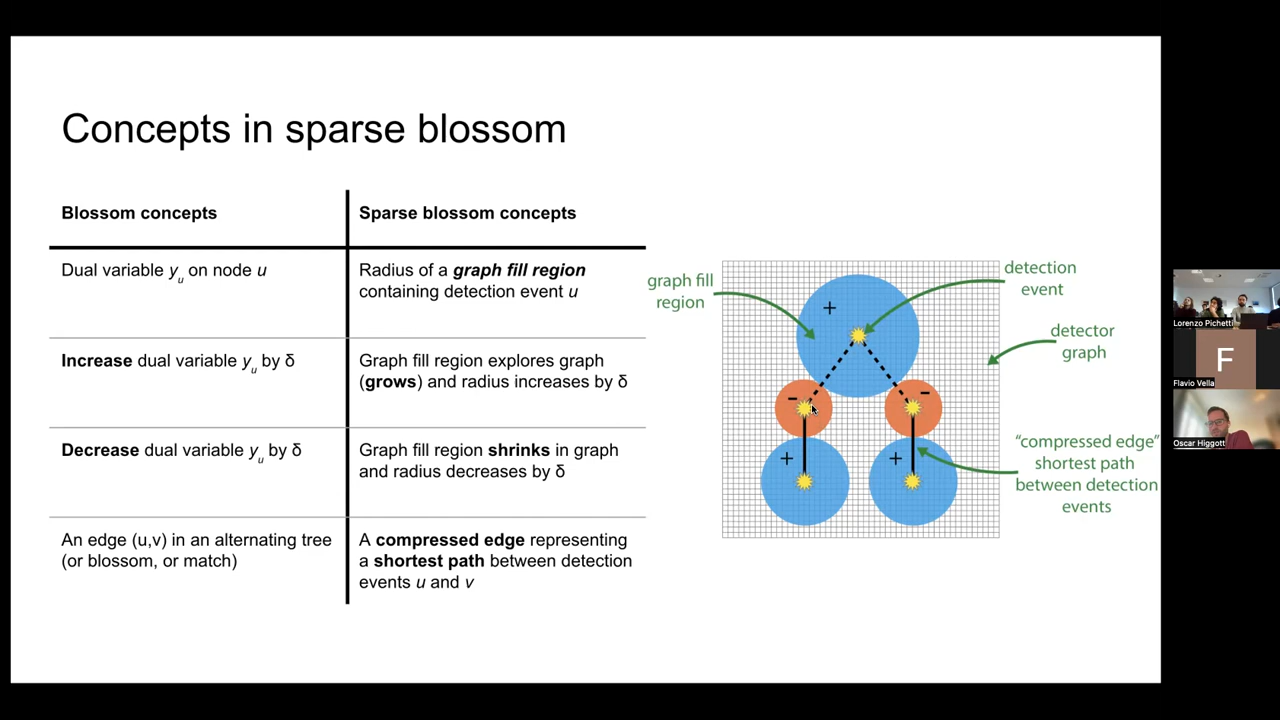 Concepts in sparse blossom
Blossom concepts
Sparse blossom concepts
Dual variable yu on node u
Radius of a graph fill region
containing detection event u
Increase dual variable yu by δ
Graph fill region explores graph
(grows) and radius increases by δ
Decrease dual variable yu by δ
Graph fill region shrinks in graph
and radius decreases by δ
An edge (u,v) in an alternating tree
(or blossom, or match)
A compressed edge representing
a shortest path between detection
events u and v
graph fill
region
detection
event
detector
graph
“compressed edge”
shortest path
between detection
events
+
-
-
+
+
Lorenzo Pichetti
F
Flavio Vella
Oscar Higgott